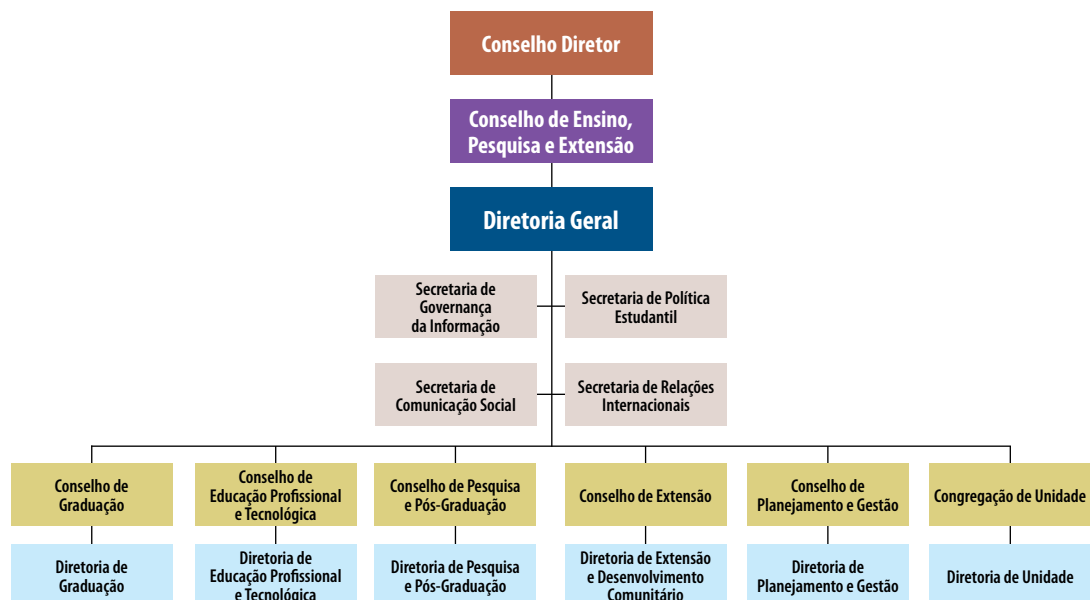 Conselho Diretor
Conselho de Ensino,
Pesquisa e Extensão
Diretoria Geral
Secretaria de
Governança
da Informação
Secretaria de Política
Estudantil
Secretaria de
Comunicação Social
Secretaria de Relações
Internacionais
Conselho de
Graduação
Conselho de
Educação Profissional
e Tecnológica
Conselho de Pesquisa
e Pós-Graduação
Conselho de Extensão
Conselho de
Planejamento e Gestão
Congregação de Unidade
Diretoria de
Graduação
Diretoria de
Educação Profissional
e Tecnológica
Diretoria de Pesquisa
e Pós-Graduação
Diretoria de Extensão
e Desenvolvimento
Comunitário
Diretoria de
Planejamento e Gestão
Diretoria de Unidade